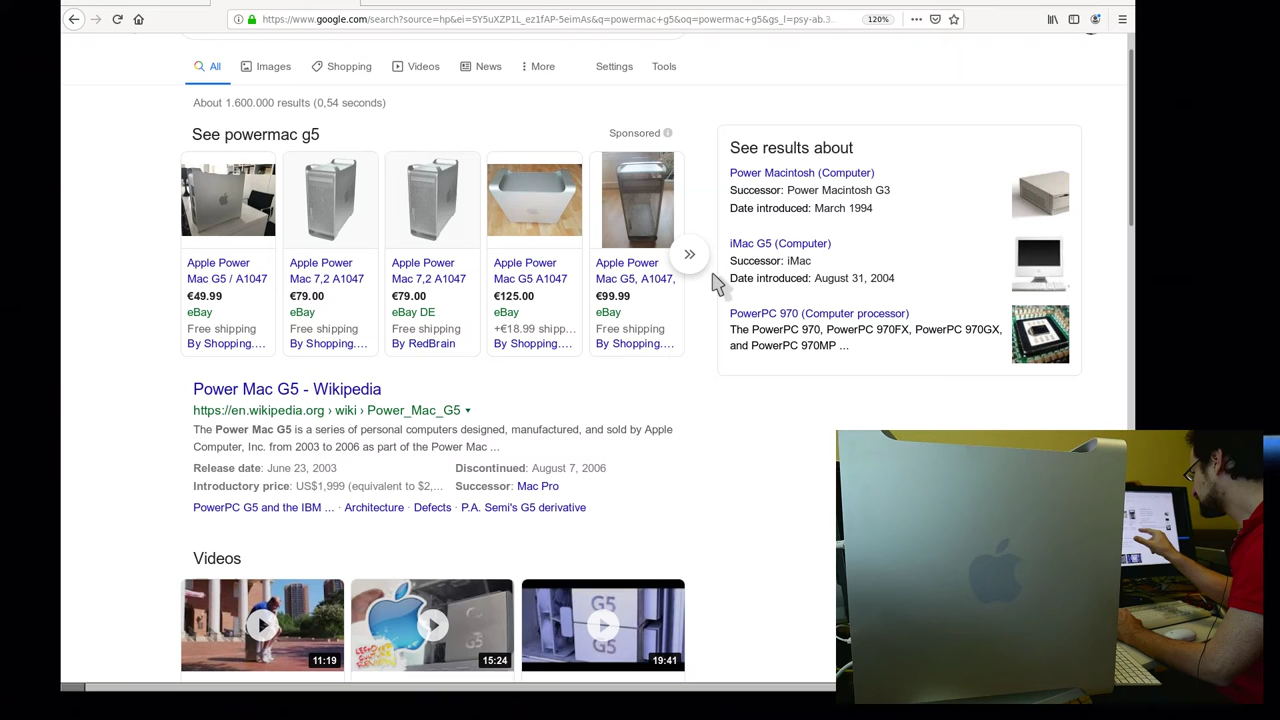 https://www.google.com/search?source=hp&ei=SY5uXZP1L_ez1fAP-5eimAs&q=powermac+g5&oq=powermac+g5&gs_l=psy-ab.3...
120%
All
Images
Shopping
Videos
News
More
Settings
Tools
About 1.600.000 results (0,54 seconds)
See powermac g5
Sponsored
Apple Power
Mac G5 / A1047
€49.99
eBay
Free shipping
By Shopping....
Apple Power
Mac 7,2 A1047
€79.00
eBay
Free shipping
By Shopping....
Apple Power
Mac 7,2 A1047
€79.00
eBay DE
Free shipping
By RedBrain
Apple Power
Mac G5 A1047
€125.00
eBay
+€18.99 shipp...
By Shopping....
Apple Power
Mac G5, A1047,
€99.99
eBay
Free shipping
By Shopping....
See results about
Power Macintosh (Computer)
Successor: Power Macintosh G3
Date introduced: March 1994
iMac G5 (Computer)
Successor: iMac
Date introduced: August 31, 2004
PowerPC 970 (Computer processor)
The PowerPC 970, PowerPC 970FX, PowerPC 970GX,
and PowerPC 970MP ...
Power Mac G5 - Wikipedia
https://en.wikipedia.org › wiki › Power_Mac_G5
The Power Mac G5 is a series of personal computers designed, manufactured, and sold by Apple
Computer, Inc. from 2003 to 2006 as part of the Power Mac ...
Release date: June 23, 2003
Discontinued: August 7, 2006
Introductory price: US$1,999 (equivalent to $2,...
Successor: Mac Pro
PowerPC G5 and the IBM ... · Architecture · Defects · P.A. Semi's G5 derivative
Videos
11:19
G5
15:24
G5
G5
19:41